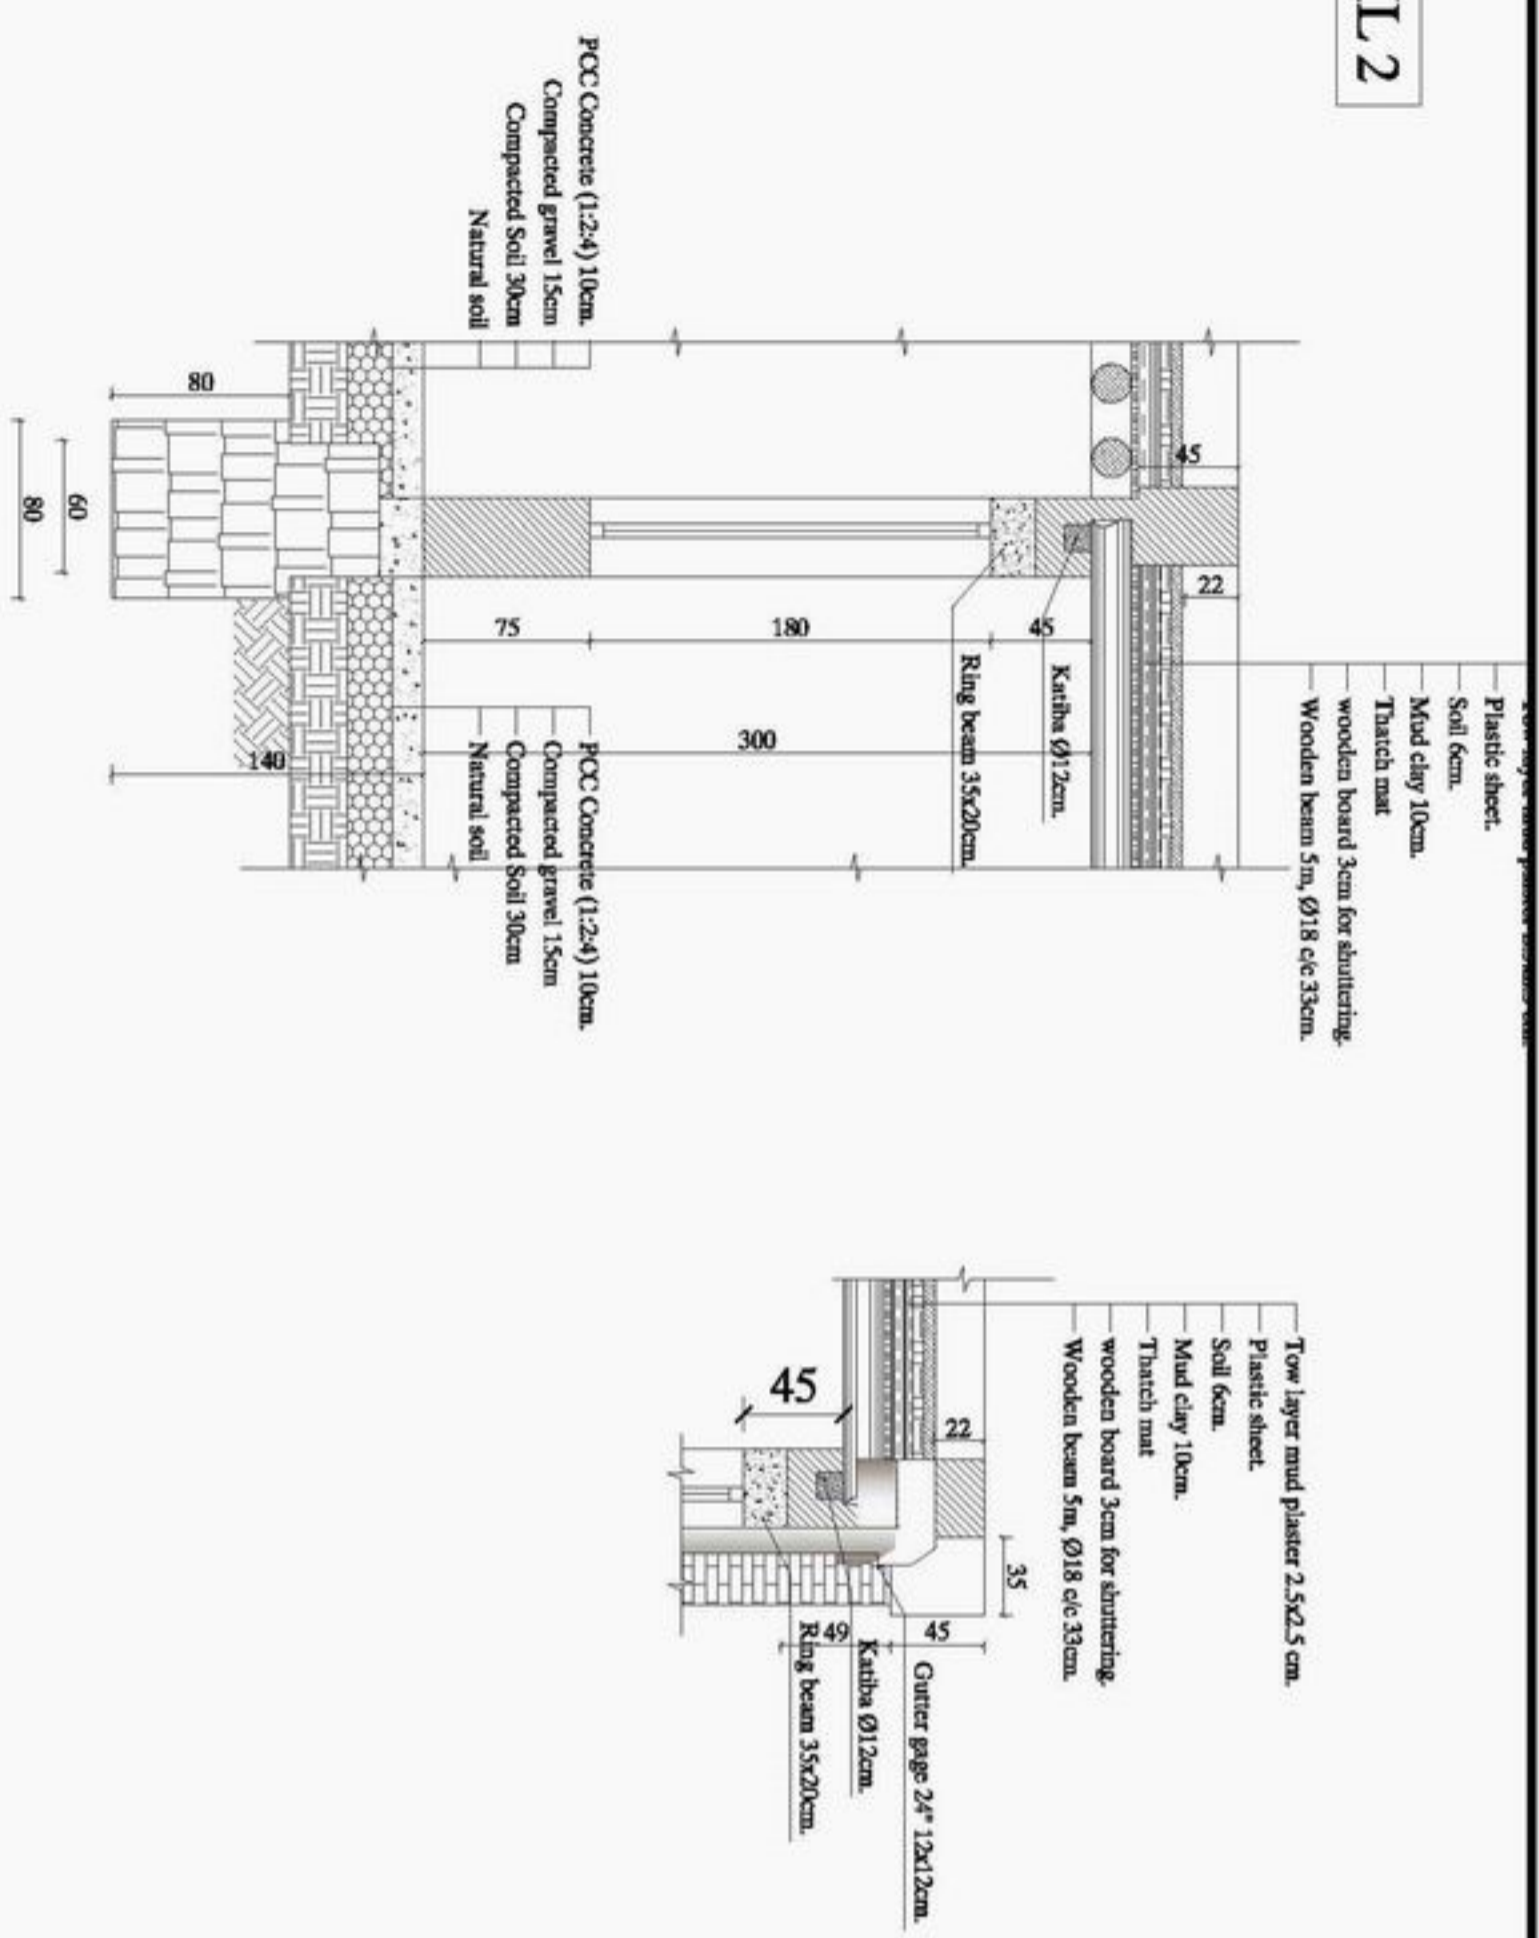 IL 2
Plastic sheet.
Soil 6cm.
Mud clay 10cm.
Thatch mat
wooden board 3cm for shuttering.
Wooden beam 5m, Ø18 c/c 33cm.
45
22
45
Katiba Ø12cm.
Ring beam 35x20cm.
180
300
75
PCC Concrete (1:2:4) 10cm.
Compacted gravel 15cm
Compacted Soil 30cm
Natural soil
PCC Concrete (1:2:4) 10cm.
Compacted gravel 15cm
Compacted Soil 30cm
Natural soil
80
140
60
80
Tow layer mud plaster 2.5x2.5 cm.
Plastic sheet.
Soil 6cm.
Mud clay 10cm.
Thatch mat
wooden board 3cm for shuttering.
Wooden beam 5m, Ø18 c/c 33cm.
35
22
45
45
49
Gutter gage 24" 12x12cm.
Katiba Ø12cm.
Ring beam 35x20cm.